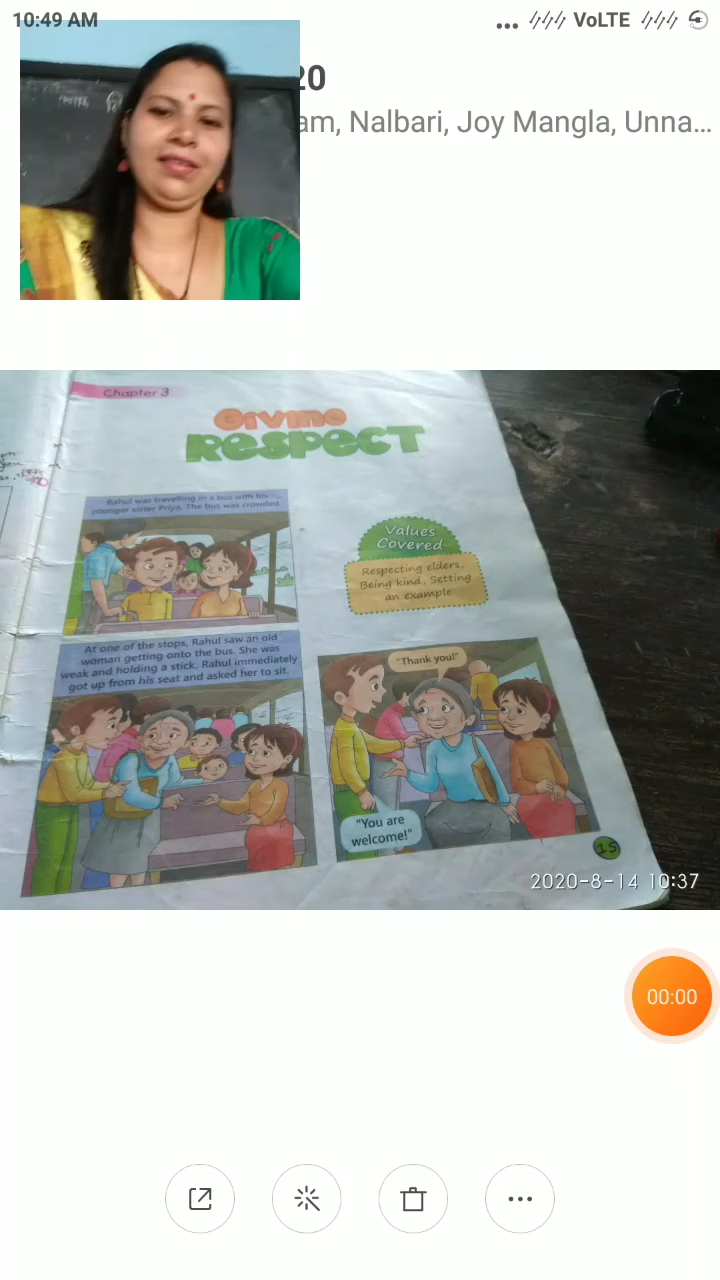 10:49 AM
... VoLTE
20
am, Nalbari, Joy Mangla, Unna...
Chapter 3
Giving
Respect
Rahul was travelling in a bus with his
younger sister Priya. The bus was crowded.
Values
Covered
Respecting elders,
Being kind, Setting
an example
At one of the stops, Rahul saw an old
woman getting onto the bus. She was
weak and holding a stick. Rahul immediately
got up from his seat and asked her to sit.
"Thank you!"
"You are
welcome!"
15
2020-8-14 10:37
00:00